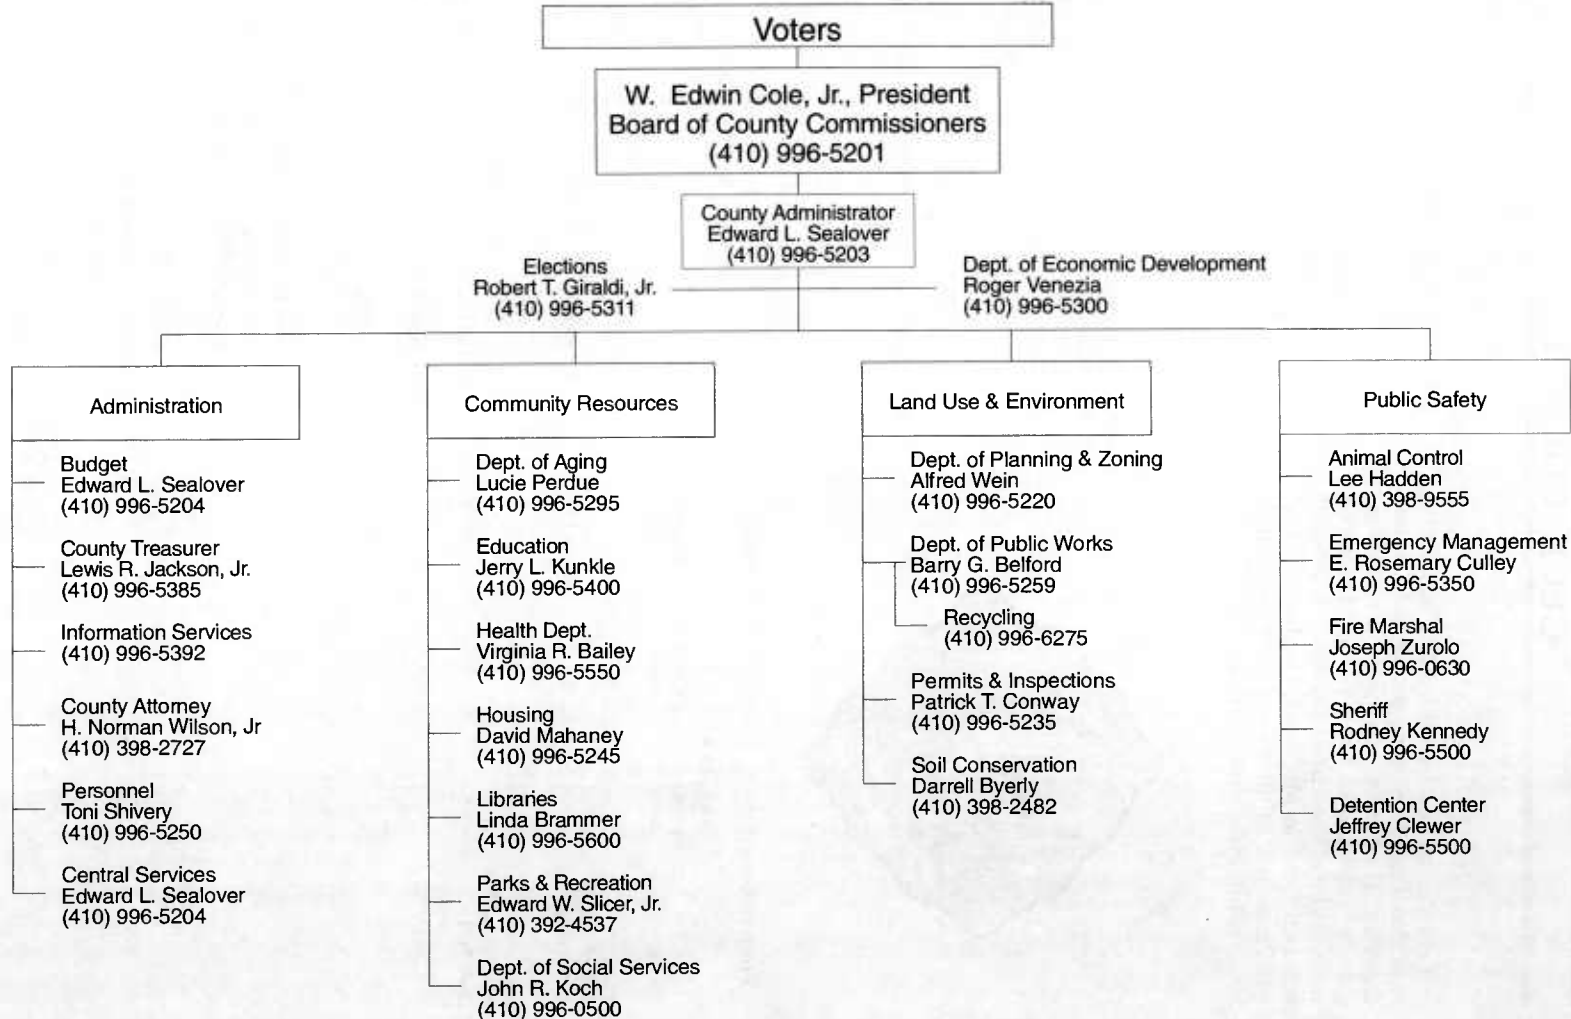 Voters
W. Edwin Cole, Jr., President
Board of County Commissioners
(410) 996-5201
County Administrator
Edward L. Sealover
(410) 996-5203
Elections
Robert T. Giraldi, Jr.
(410) 996-5311
Dept. of Economic Development
Roger Venezia
(410) 996-5300
Administration
Budget
Edward L. Sealover
(410) 996-5204
County Treasurer
Lewis R. Jackson, Jr.
(410) 996-5385
Information Services
(410) 996-5392
County Attorney
H. Norman Wilson, Jr
(410) 398-2727
Personnel
Toni Shivery
(410) 996-5250
Central Services
Edward L. Sealover
(410) 996-5204
Community Resources
Dept. of Aging
Lucie Perdue
(410) 996-5295
Education
Jerry L. Kunkle
(410) 996-5400
Health Dept.
Virginia R. Bailey
(410) 996-5550
Housing
David Mahaney
(410) 996-5245
Libraries
Linda Brammer
(410) 996-5600
Parks & Recreation
Edward W. Slicer, Jr.
(410) 392-4537
Dept. of Social Services
John R. Koch
(410) 996-0500
Land Use & Environment
Dept. of Planning & Zoning
Alfred Wein
(410) 996-5220
Dept. of Public Works
Barry G. Belford
(410) 996-5259
Recycling
(410) 996-6275
Permits & Inspections
Patrick T. Conway
(410) 996-5235
Soil Conservation
Darrell Byerly
(410) 398-2482
Public Safety
Animal Control
Lee Hadden
(410) 398-9555
Emergency Management
E. Rosemary Culley
(410) 996-5350
Fire Marshal
Joseph Zurolo
(410) 996-0630
Sheriff
Rodney Kennedy
(410) 996-5500
Detention Center
Jeffrey Clewer
(410) 996-5500